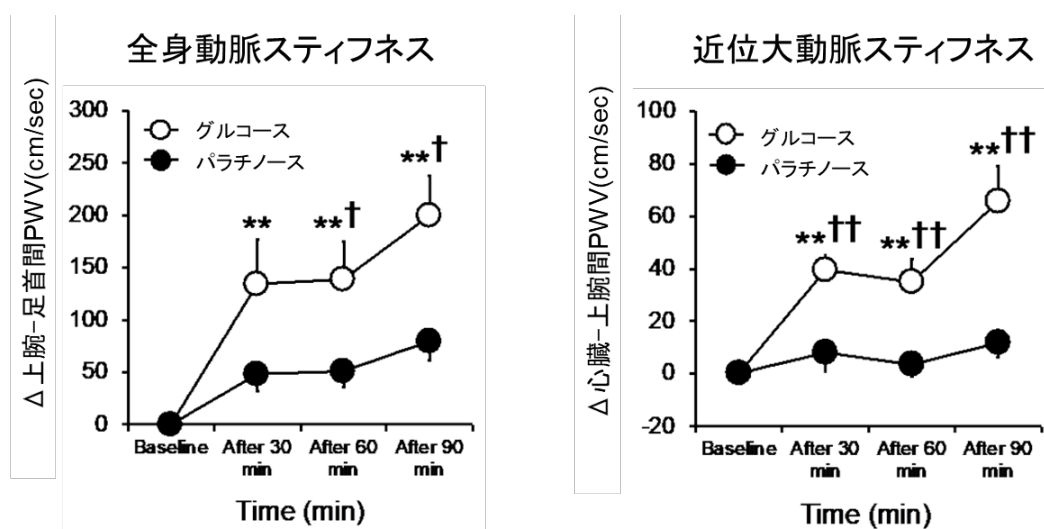 全身動脈スティフネス
Δ上腕-足首間PWV(cm/sec)
300
250
200
150
100
50
0
グルコース
パラチノース
**
**†
**†
Baseline
After 30 min
After 60 min
After 90 min
Time (min)
近位大動脈スティフネス
Δ心臓-上腕間PWV(cm/sec)
100
80
60
40
20
0
-20
グルコース
パラチノース
**††
**††
**††
Baseline
After 30 min
After 60 min
After 90 min
Time (min)